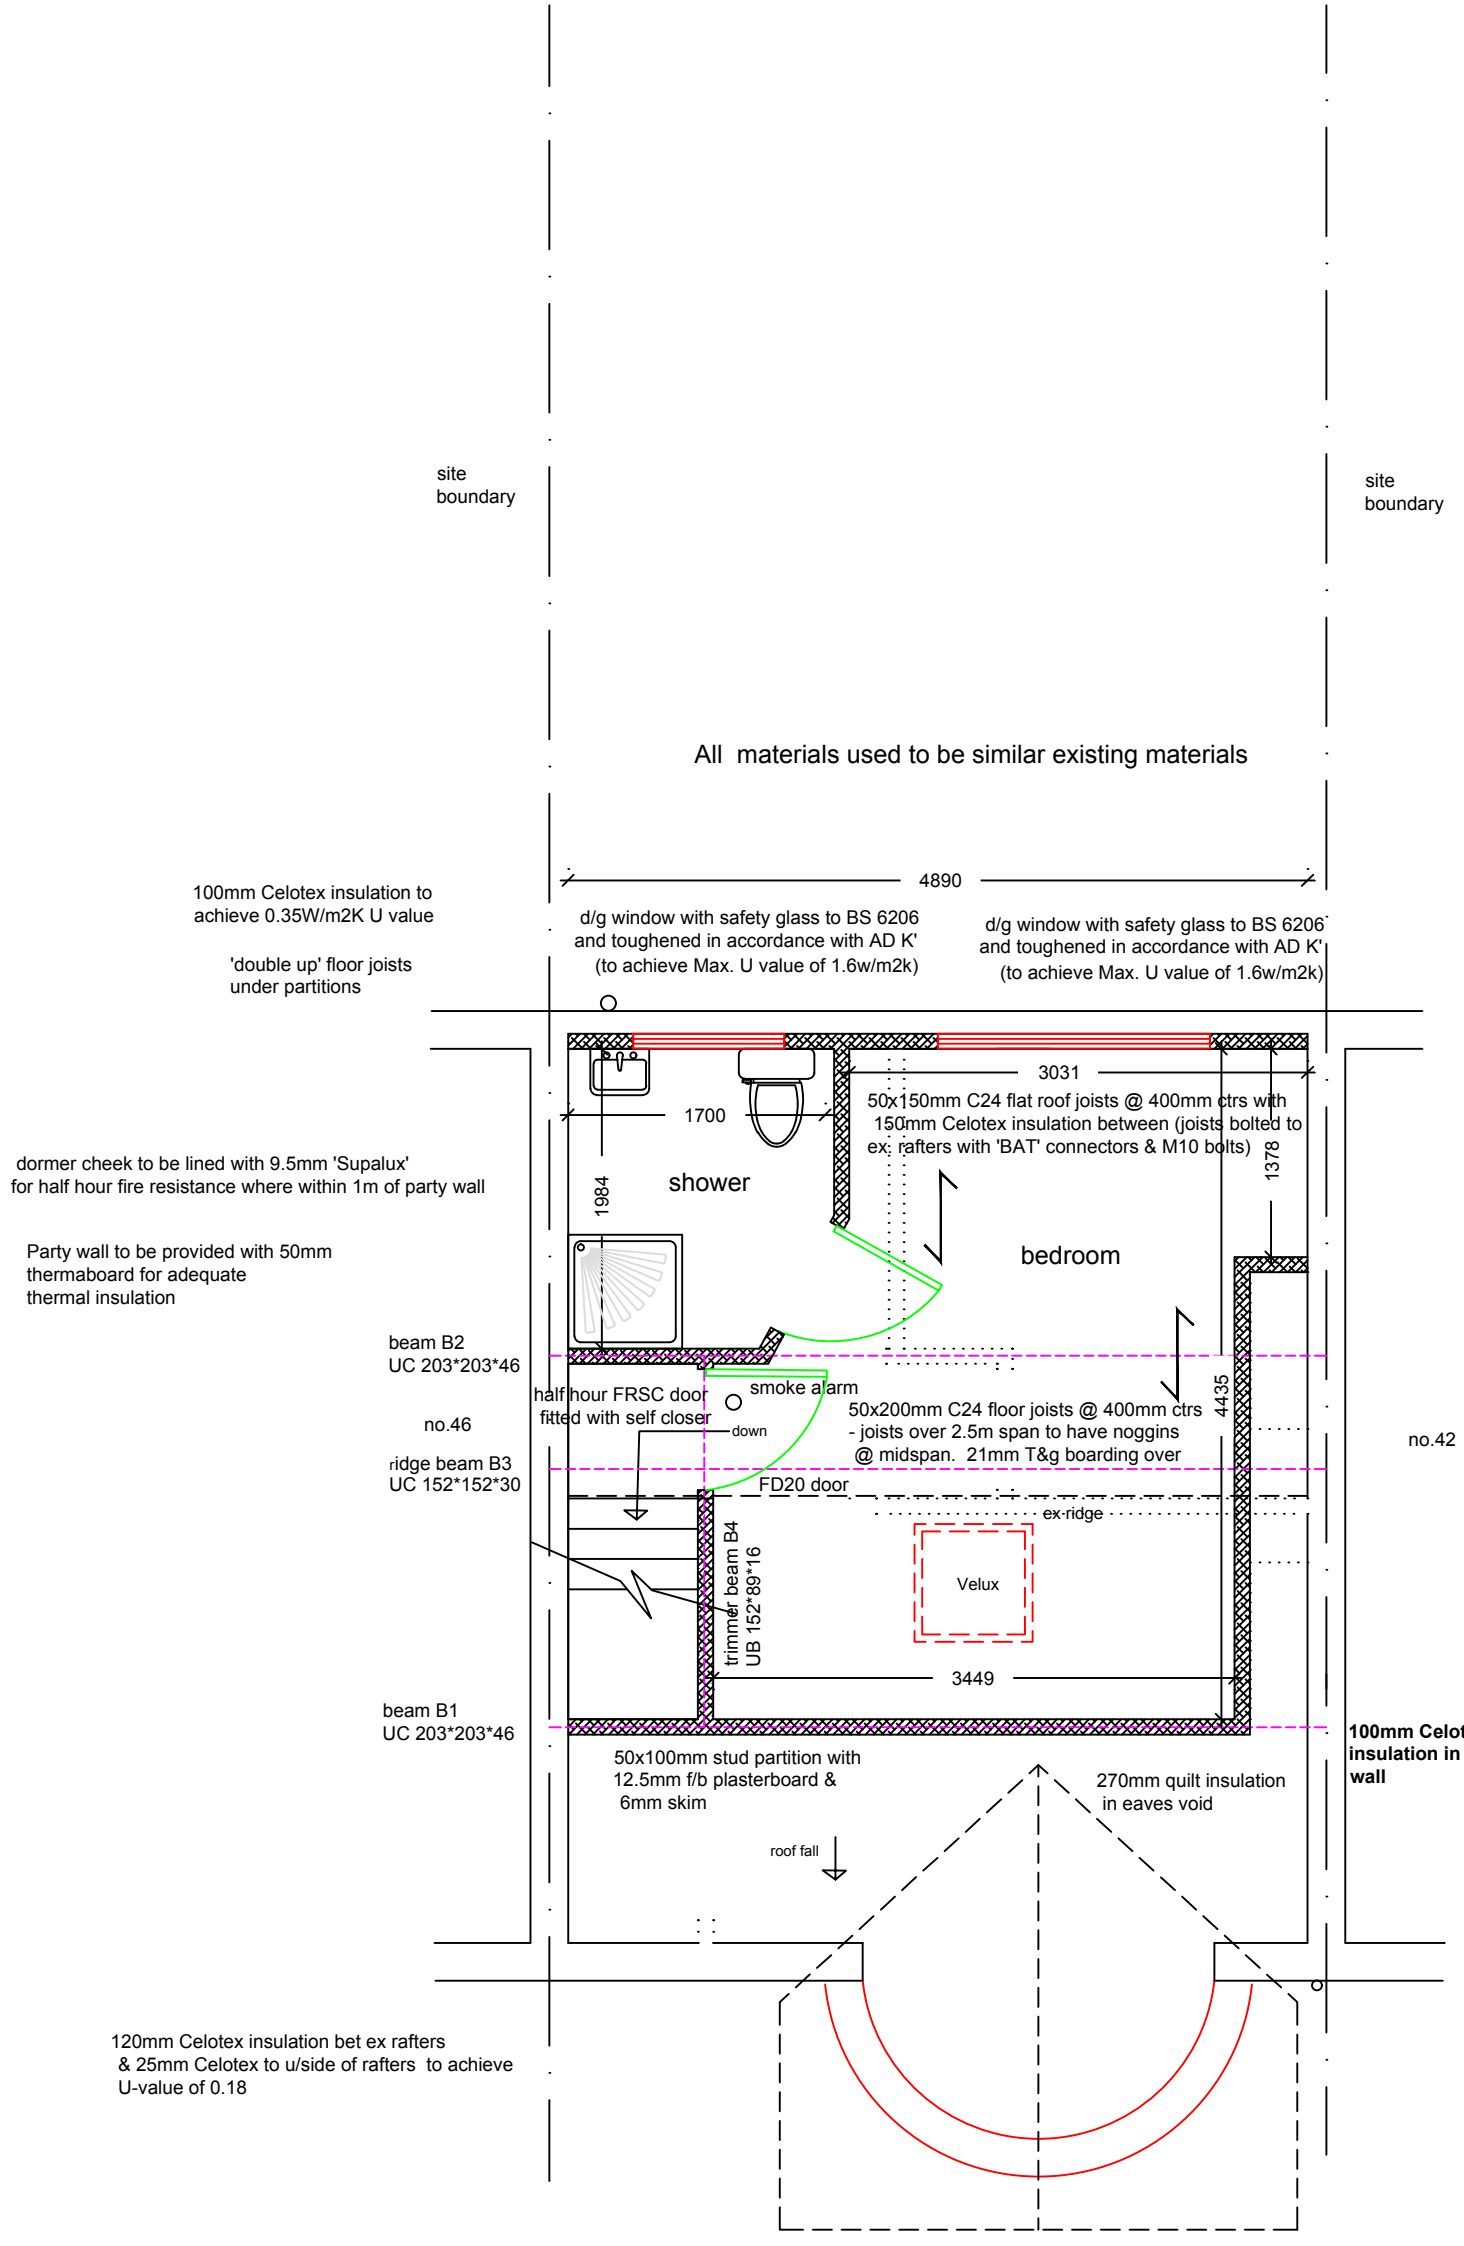 site
boundary
site
boundary
All materials used to be similar existing materials
4890
100mm Celotex insulation to
achieve 0.35W/m2K U value
'double up' floor joists
under partitions
d/g window with safety glass to BS 6206
and toughened in accordance with AD K'
(to achieve Max. U value of 1.6w/m2k)
d/g window with safety glass to BS 6206
and toughened in accordance with AD K'
(to achieve Max. U value of 1.6w/m2k)
3031
1700
50x150mm C24 flat roof joists @ 400mm ctrs with
150mm Celotex insulation between (joists bolted to
ex. rafters with 'BAT' connectors & M10 bolts)
1378
1984
shower
bedroom
dormer cheek to be lined with 9.5mm 'Supalux'
for half hour fire resistance where within 1m of party wall
Party wall to be provided with 50mm
thermaboard for adequate
thermal insulation
beam B2
UC 203*203*46
half hour FRSC door
fitted with self closer
smoke alarm
down
4435
50x200mm C24 floor joists @ 400mm ctrs
- joists over 2.5m span to have noggins
@ midspan. 21mm T&g boarding over
no.46
no.42
ridge beam B3
UC 152*152*30
FD20 door
ex ridge
trimmer beam B4
UB 152*89*16
Velux
3449
beam B1
UC 203*203*46
100mm Celot
insulation in
wall
50x100mm stud partition with
12.5mm f/b plasterboard &
6mm skim
270mm quilt insulation
in eaves void
roof fall
120mm Celotex insulation bet ex rafters
& 25mm Celotex to u/side of rafters to achieve
U-value of 0.18